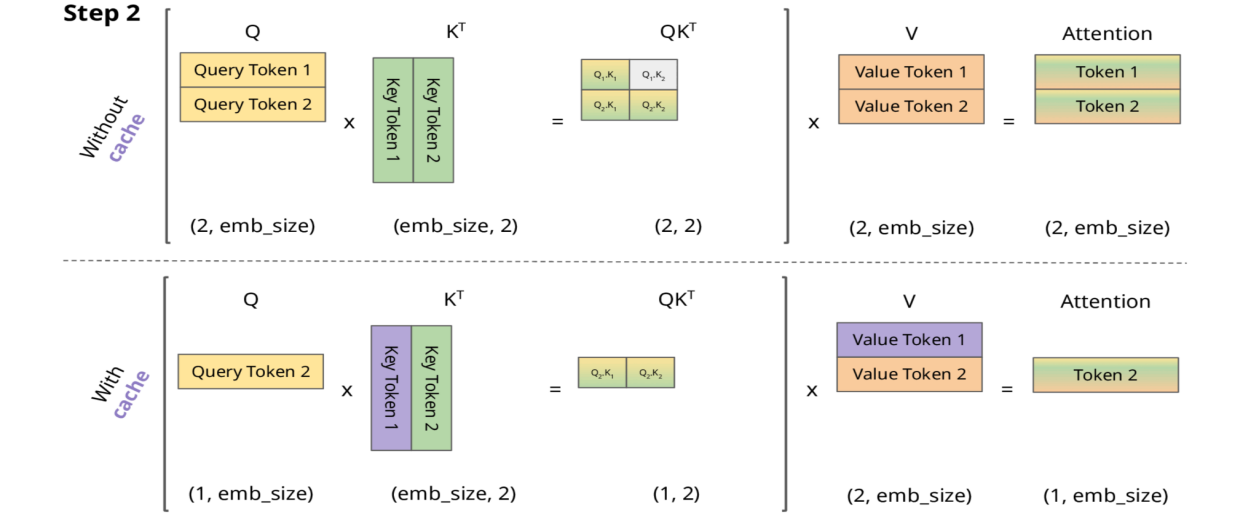 Step 2
Without
cache
Q
Kᵀ
QKᵀ
V
Attention
Query Token 1
Query Token 2
x
Key Token 1
Key Token 2
=
Q₁.K₁
Q₁.K₂
Q₂.K₁
Q₂.K₂
x
Value Token 1
Value Token 2
=
Token 1
Token 2
(2, emb_size)
(emb_size, 2)
(2, 2)
(2, emb_size)
(2, emb_size)
With
cache
Q
Kᵀ
QKᵀ
V
Attention
Query Token 2
x
Key Token 1
Key Token 2
=
Q₂.K₁
Q₂.K₂
x
Value Token 1
Value Token 2
=
Token 2
(1, emb_size)
(emb_size, 2)
(1, 2)
(2, emb_size)
(1, emb_size)